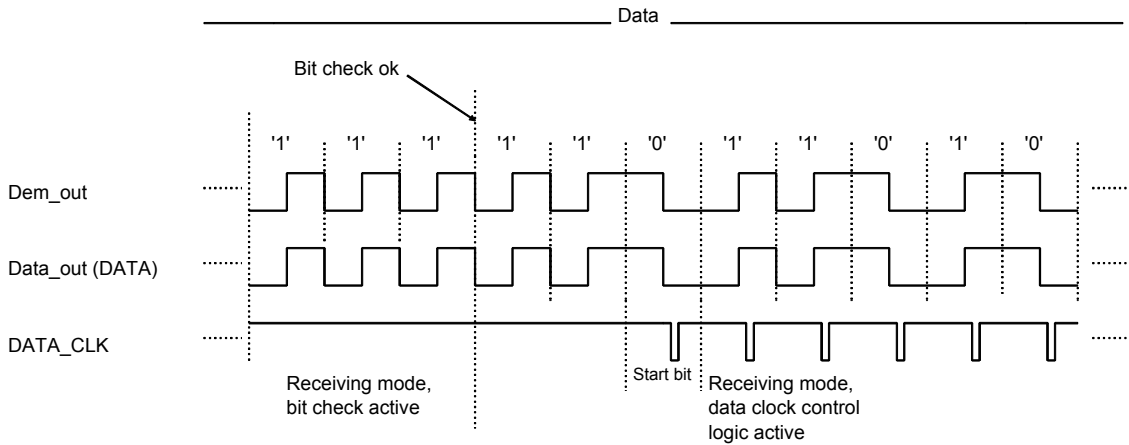 Data
Bit check ok
'1' '1' '1' '1' '1' '0' '1' '1' '0' '1' '0'
Dem_out
Data_out (DATA)
DATA_CLK
Start bit
Receiving mode,
bit check active
Receiving mode,
data clock control
logic active